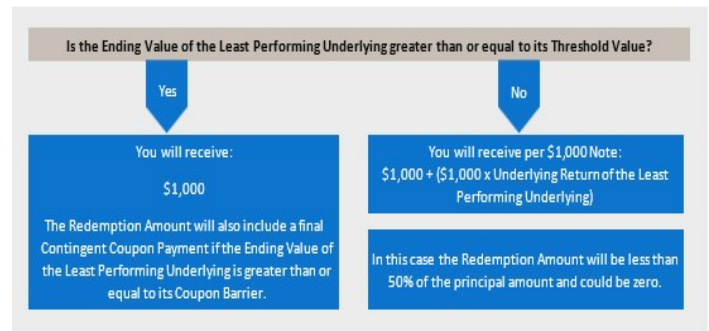 Is the Ending Value of the Least Performing Underlying greater than or equal to its Threshold Value?
Yes
No
You will receive:
$1,000
The Redemption Amount will also include a final
Contingent Coupon Payment if the Ending Value of
the Least Performing Underlying is greater than or
equal to its Coupon Barrier.
You will receive per $1,000 Note:
$1,000 + ($1,000 x Underlying Return of the Least
Performing Underlying)
In this case the Redemption Amount will be less than
50% of the principal amount and could be zero.